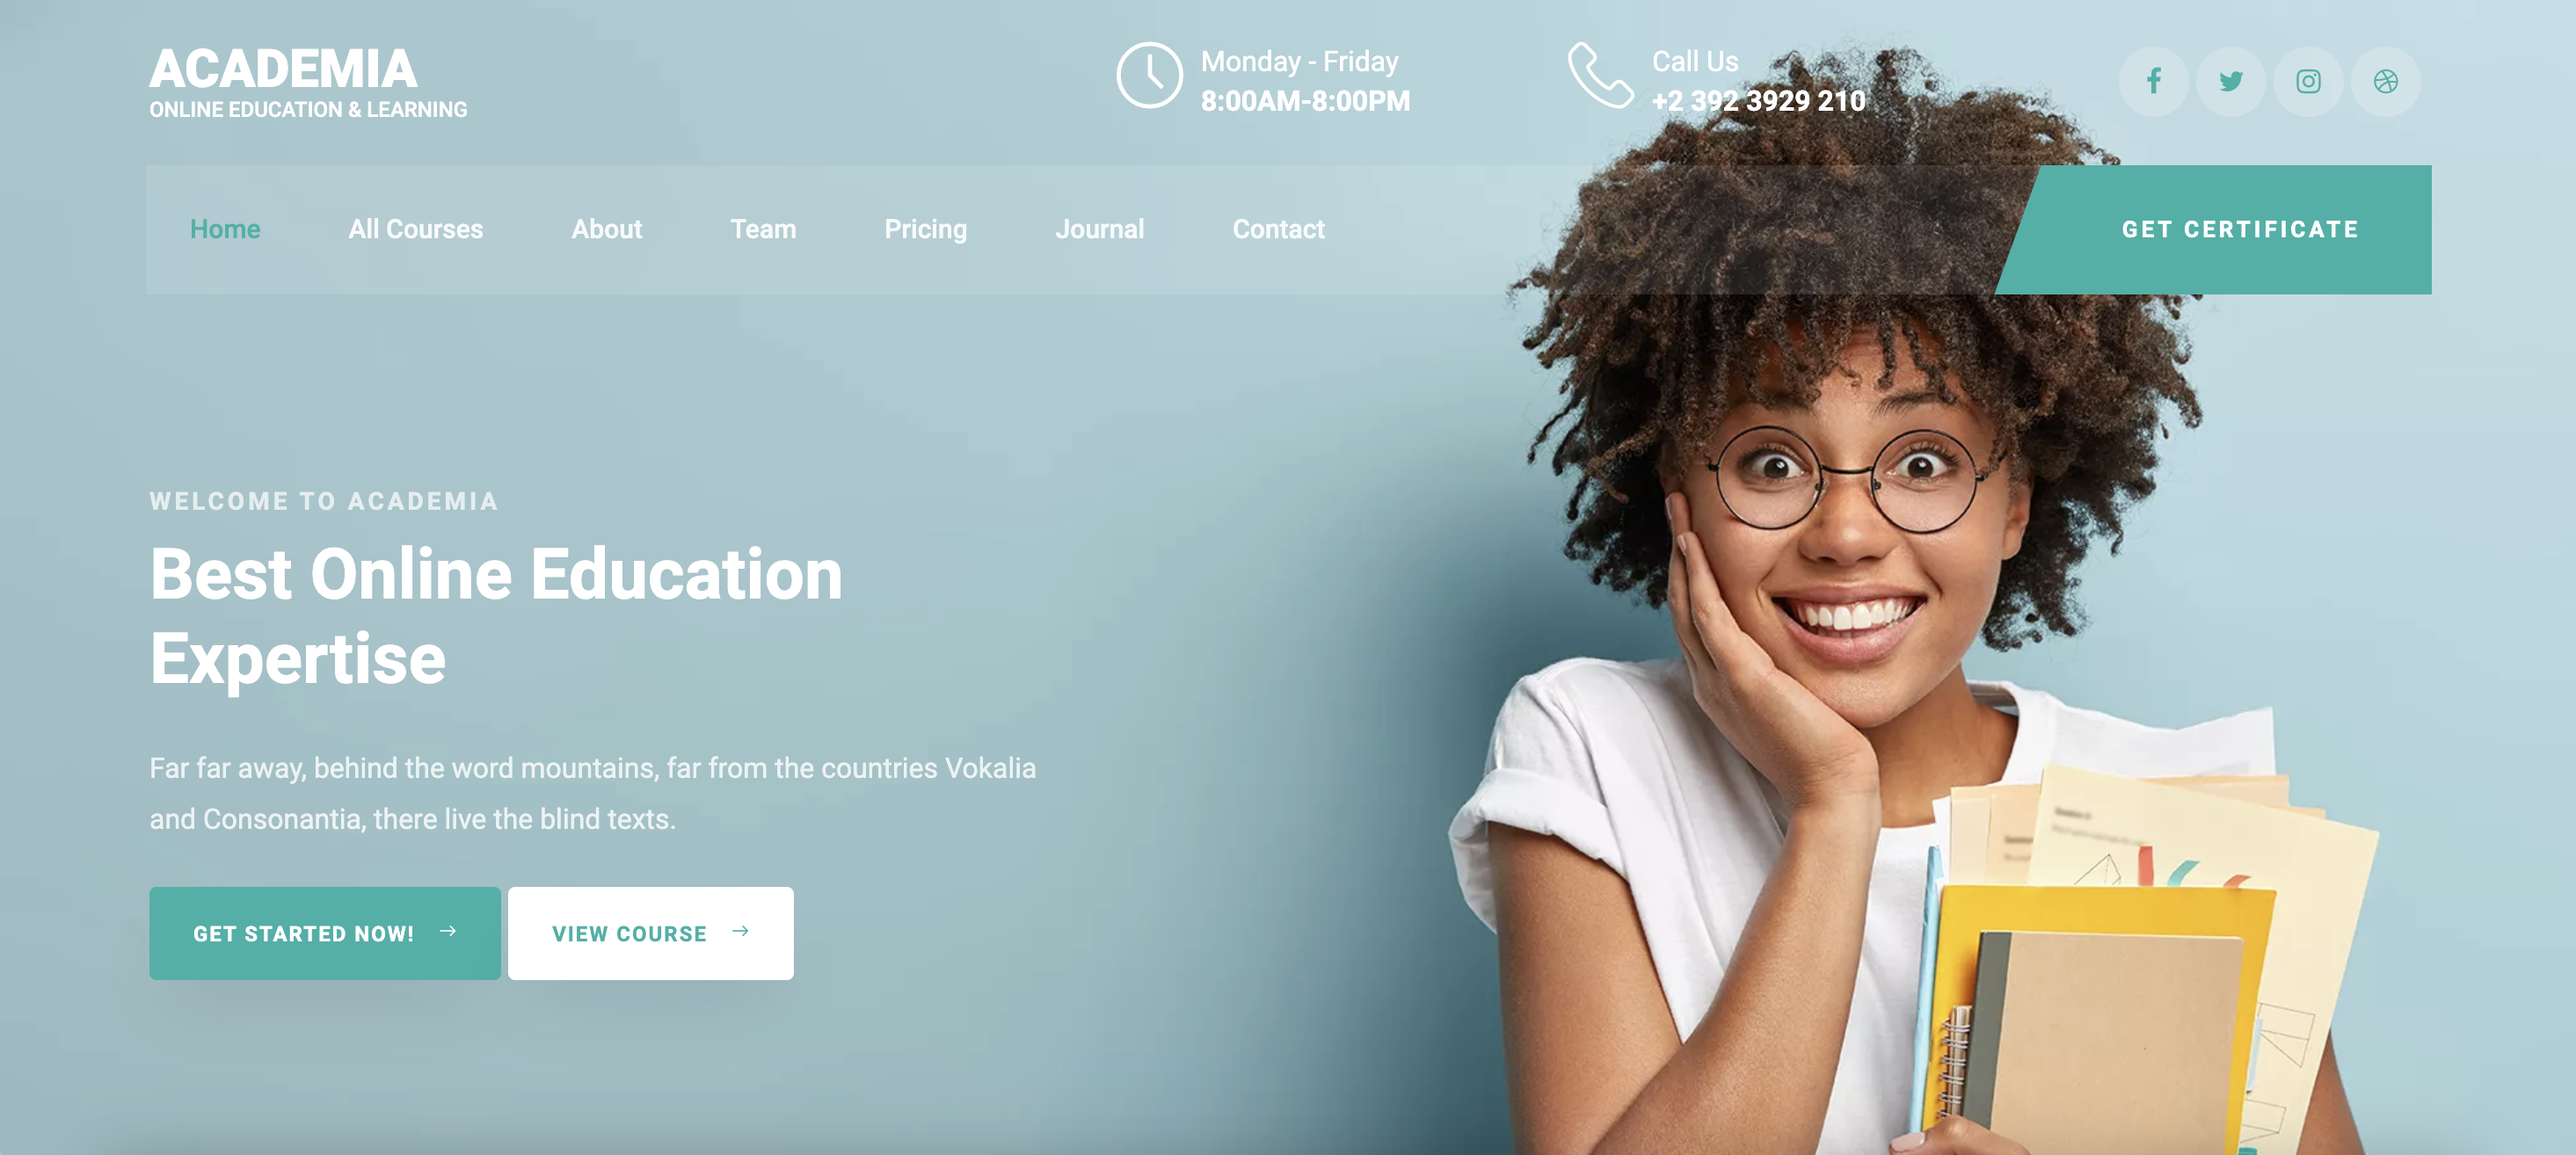 ACADEMIA
ONLINE EDUCATION & LEARNING
Monday - Friday
8:00AM-8:00PM
Call Us
+2 392 3929 210
Home
All Courses
About
Team
Pricing
Journal
Contact
GET CERTIFICATE
WELCOME TO ACADEMIA
Best Online Education
Expertise
Far far away, behind the word mountains, far from the countries Vokalia
and Consonantia, there live the blind texts.
GET STARTED NOW! →
VIEW COURSE →